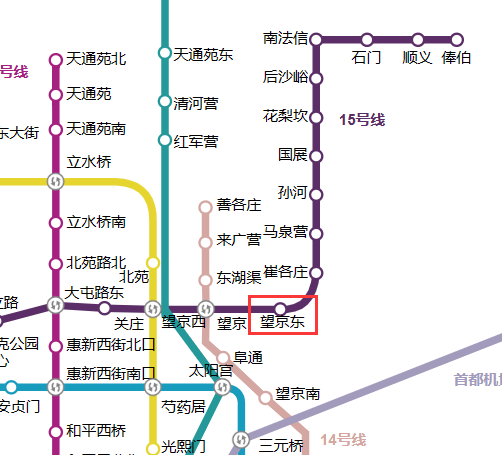 南法信
石门
顺义
俸伯
天通苑北
天通苑东
号线
后沙峪
天通苑
清河营
花梨坎
15号线
东大街
天通苑南
红军营
国展
立水桥
善各庄
孙河
立水桥南
来广营
马泉营
北苑路北
北苑
东湖渠
崔各庄
大屯路东
立路
关庄
望京西
望京
望京东
克公园
心
惠新西街北口
阜通
惠新西街南口
太阳宫
首都机
安贞门
芍药居
望京南
和平西桥
光熙门
三元桥
14号线